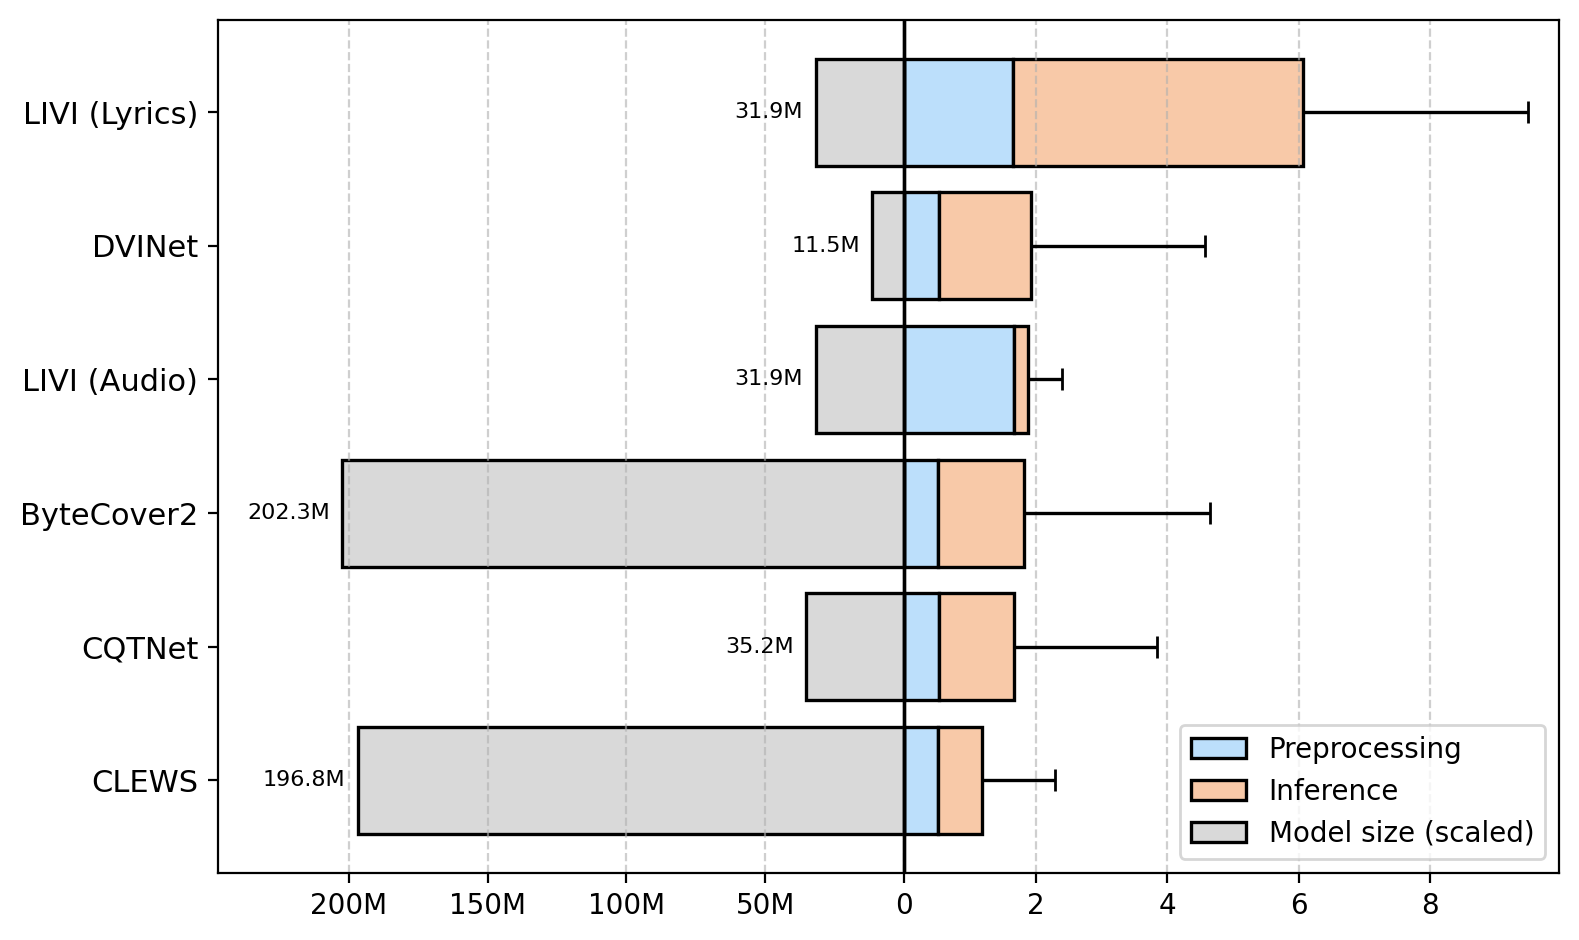 LIVI (Lyrics)
31.9M
DVINet
11.5M
LIVI (Audio)
31.9M
ByteCover2
202.3M
CQTNet
35.2M
CLEWS
196.8M
Preprocessing
Inference
Model size (scaled)
200M 150M 100M 50M 0 2 4 6 8